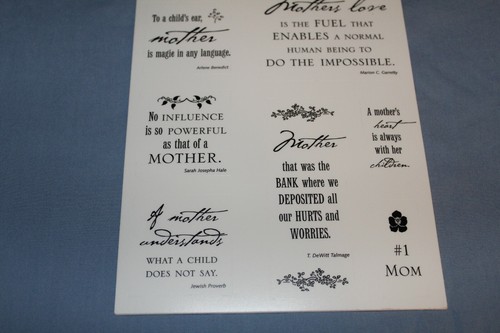 To a child's ear,
mother
is magic in any language.
Arlene Benedict
Mothers love
IS THE FUEL THAT
ENABLES A NORMAL
HUMAN BEING TO
DO THE IMPOSSIBLE.
Marion C. Garretty
No INFLUENCE
IS SO POWERFUL
as that of a
MOTHER.
Sarah Josepha Hale
Mother
that was the
BANK where we
DEPOSITED all
our HURTS and
WORRIES.
T. DeWitt Talmage
A mother's
heart
is always
with her
children.
A mother
understands
WHAT A CHILD
DOES NOT SAY.
Jewish Proverb
#1
MOM